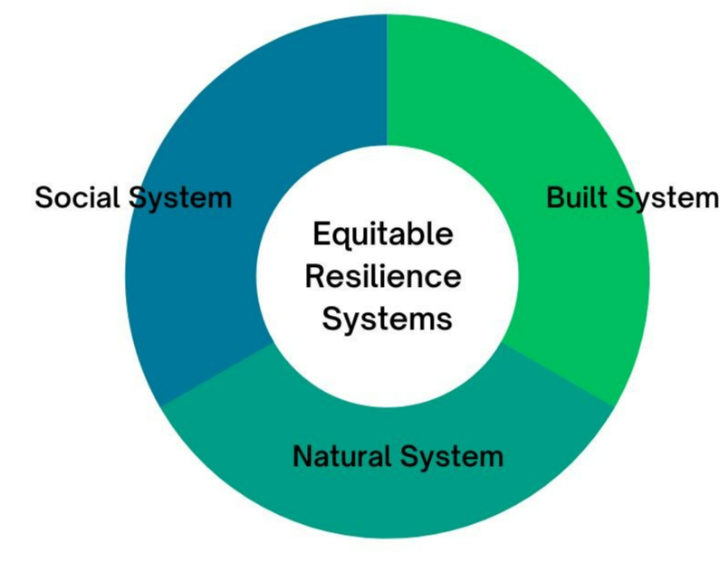 Social System
Built System
Equitable
Resilience
Systems
Natural System